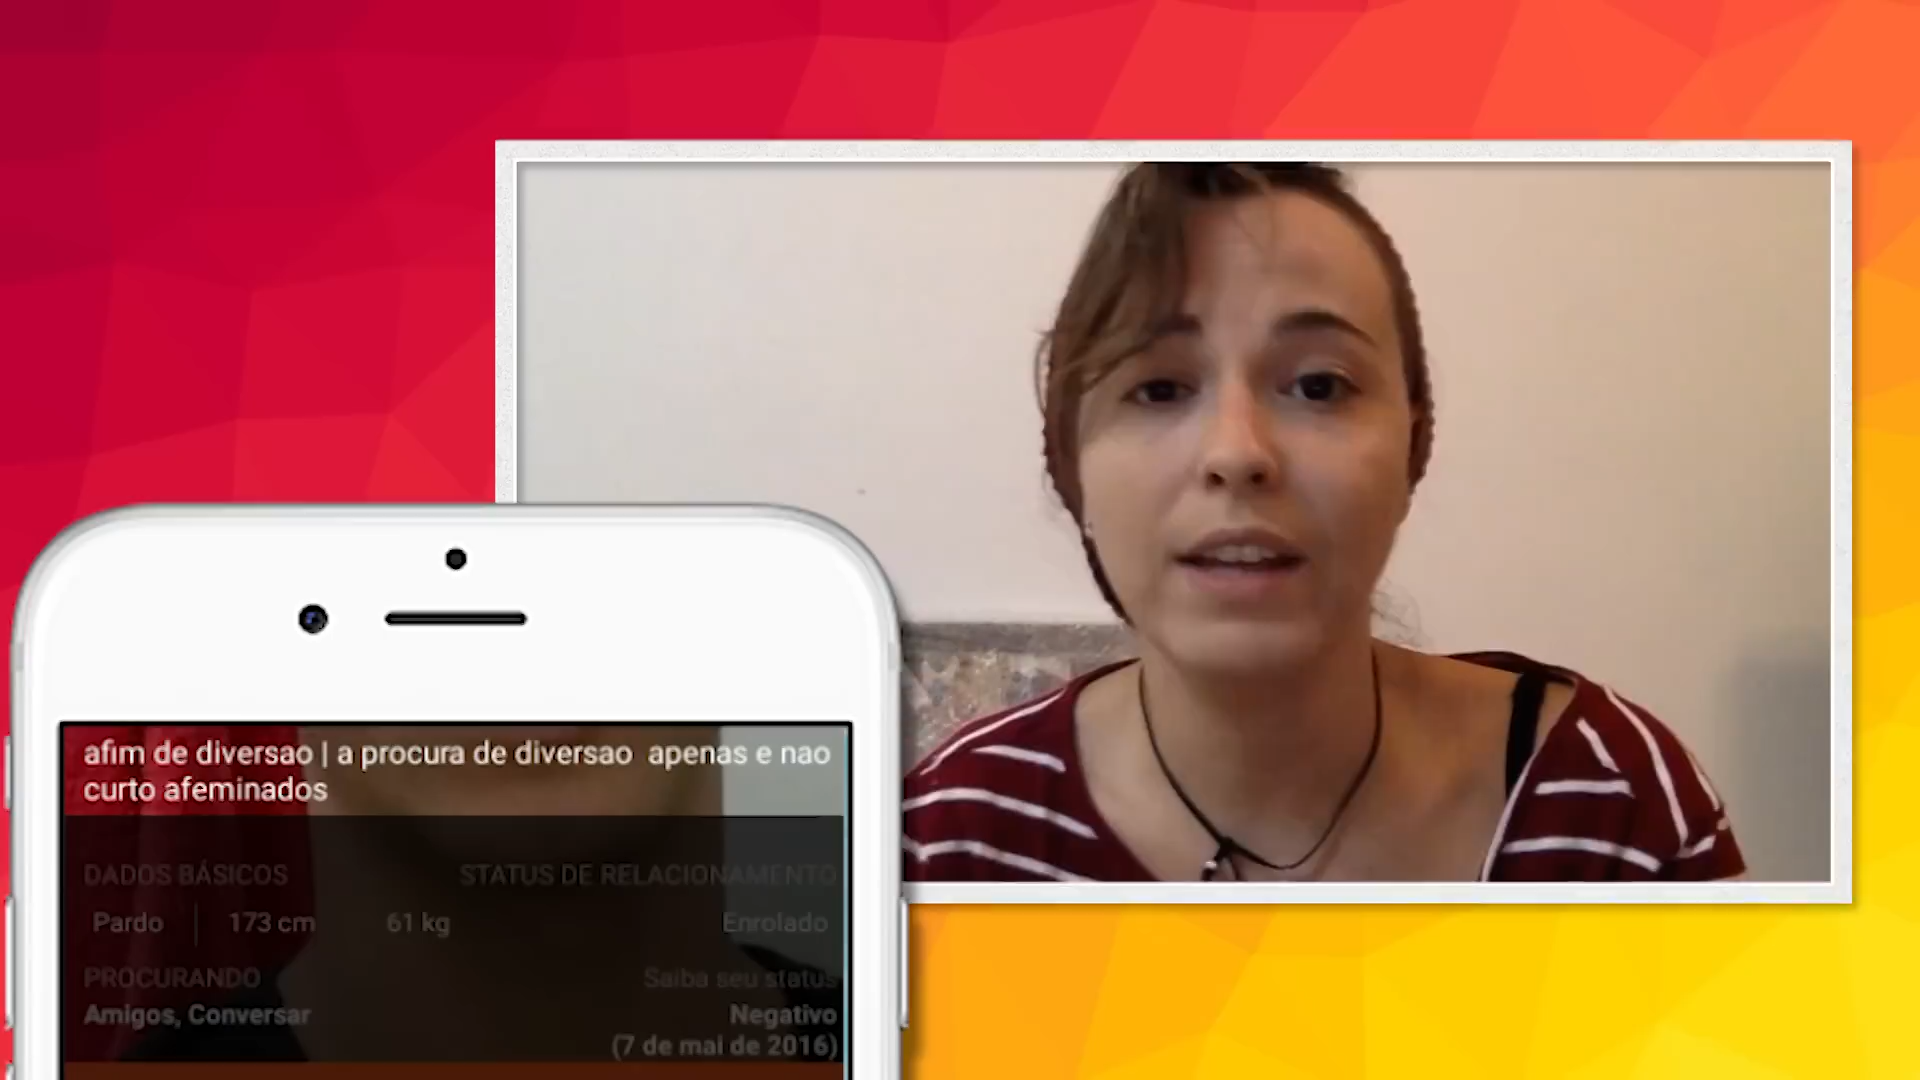 afim de diversao | a procura de diversao apenas e nao
curto afeminados
DADOS BÁSICOS
STATUS DE RELACIONAMENTO
Pardo | 173 cm 61 kg
Enrolado
PROCURANDO
Saiba seu status
Amigos, Conversar
Negativo
(7 de mai de 2016)